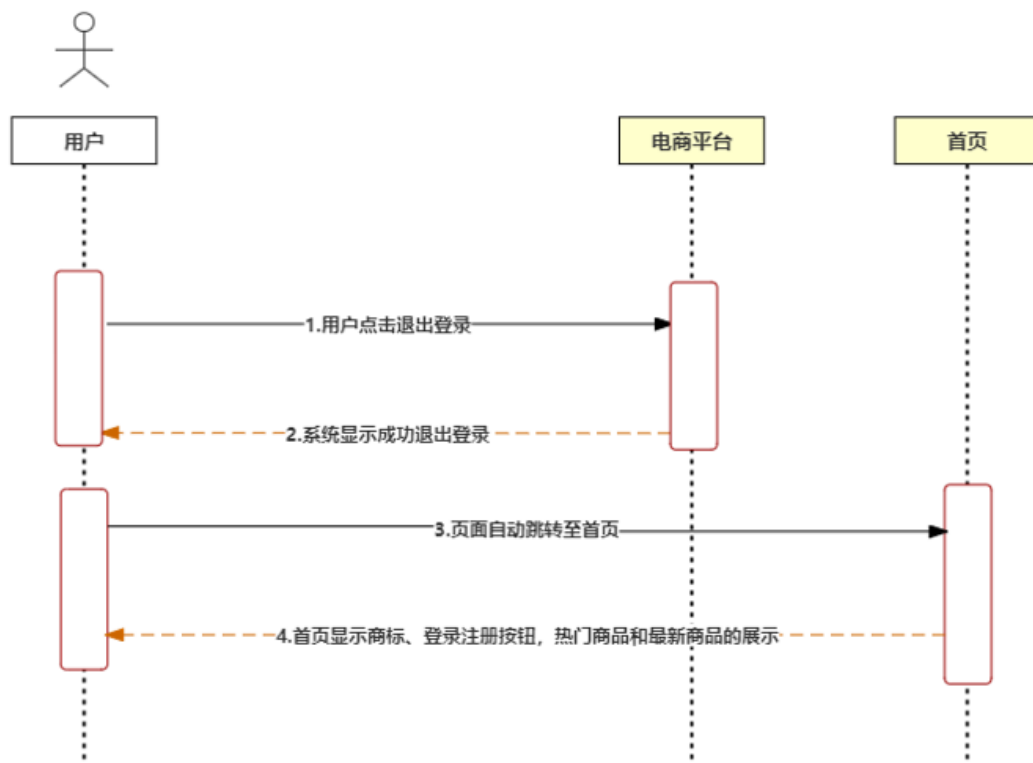 用户
电商平台
首页
1.用户点击退出登录
2.系统显示成功退出登录
3.页面自动跳转至首页
4.首页显示商标、登录注册按钮，热门商品和最新商品的展示